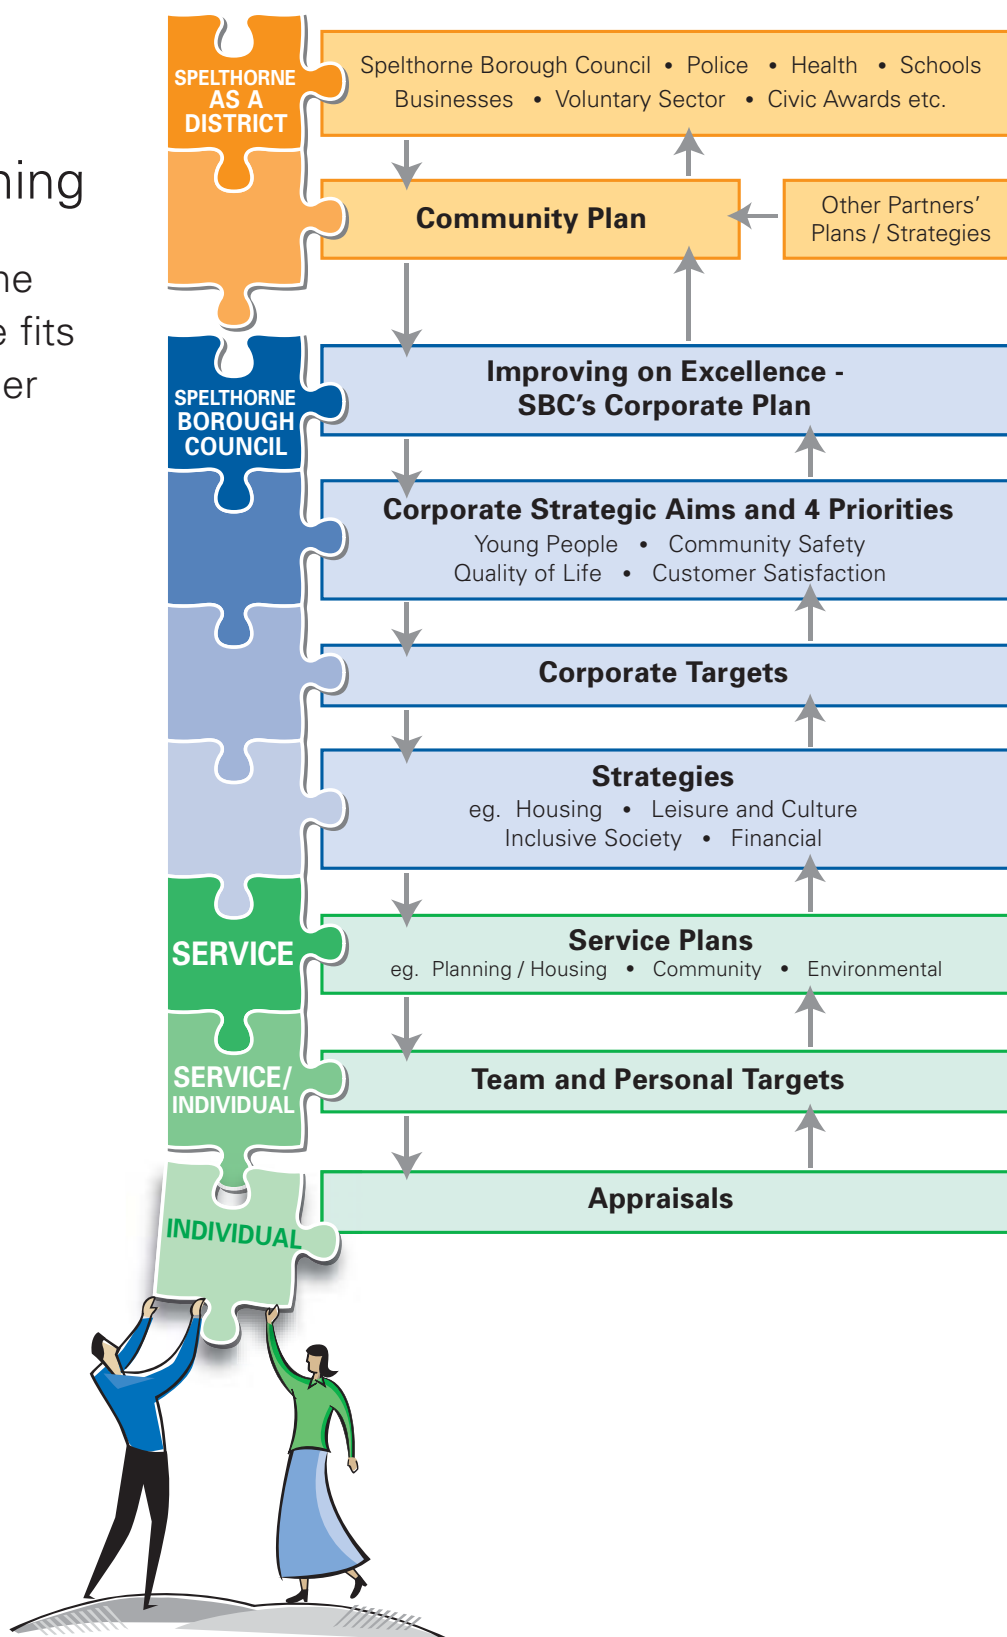 ning
ne
e fits
er
SPELTHORNE
AS A
DISTRICT
Spelthorne Borough Council • Police • Health • Schools
Businesses • Voluntary Sector • Civic Awards etc.
Community Plan
Other Partners'
Plans / Strategies
SPELTHORNE
BOROUGH
COUNCIL
Improving on Excellence -
SBC's Corporate Plan
Corporate Strategic Aims and 4 Priorities
Young People • Community Safety
Quality of Life • Customer Satisfaction
Corporate Targets
Strategies
eg. Housing • Leisure and Culture
Inclusive Society • Financial
SERVICE
Service Plans
eg. Planning / Housing • Community • Environmental
SERVICE/
INDIVIDUAL
Team and Personal Targets
INDIVIDUAL
Appraisals